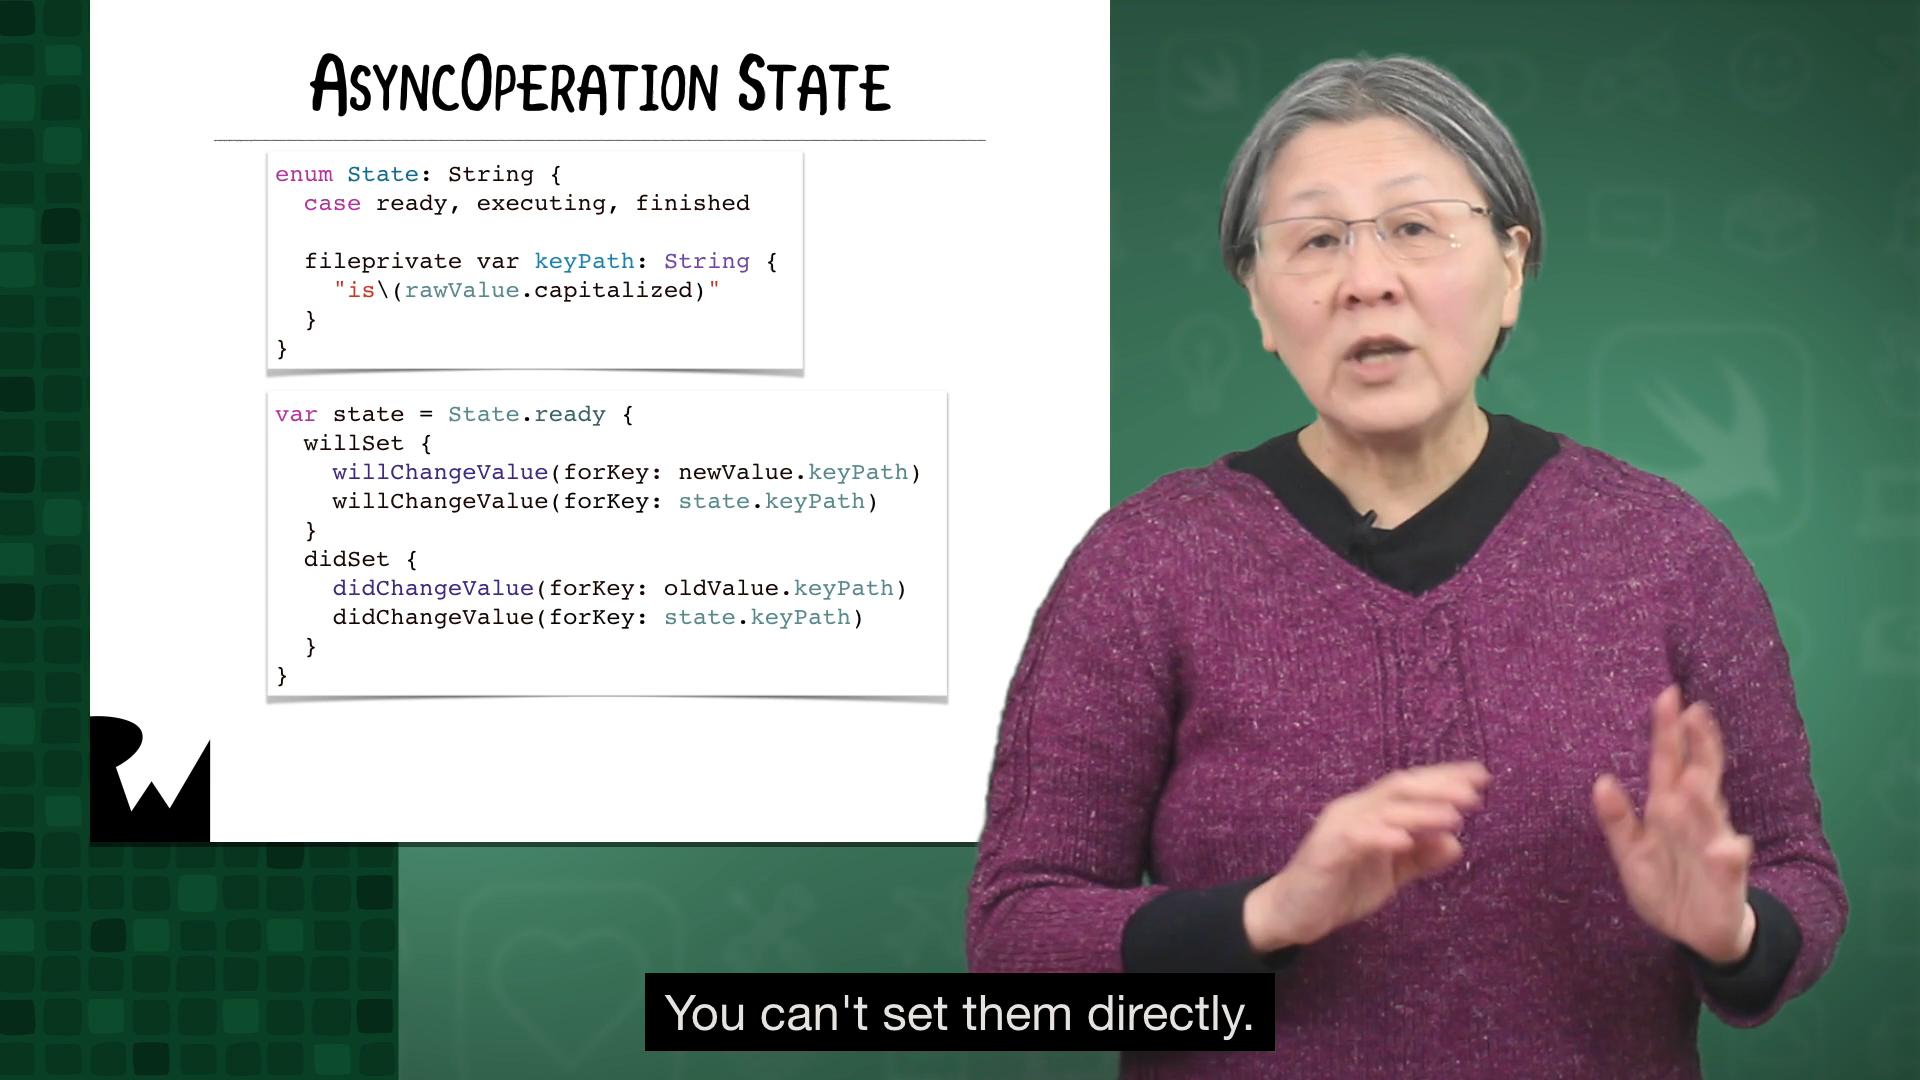 AsyncOperation State
enum State: String {
  case ready, executing, finished

  fileprivate var keyPath: String {
    "is\(rawValue.capitalized)"
  }
}
var state = State.ready {
  willSet {
    willChangeValue(forKey: newValue.keyPath)
    willChangeValue(forKey: state.keyPath)
  }
  didSet {
    didChangeValue(forKey: oldValue.keyPath)
    didChangeValue(forKey: state.keyPath)
  }
}
RW
You can't set them directly.